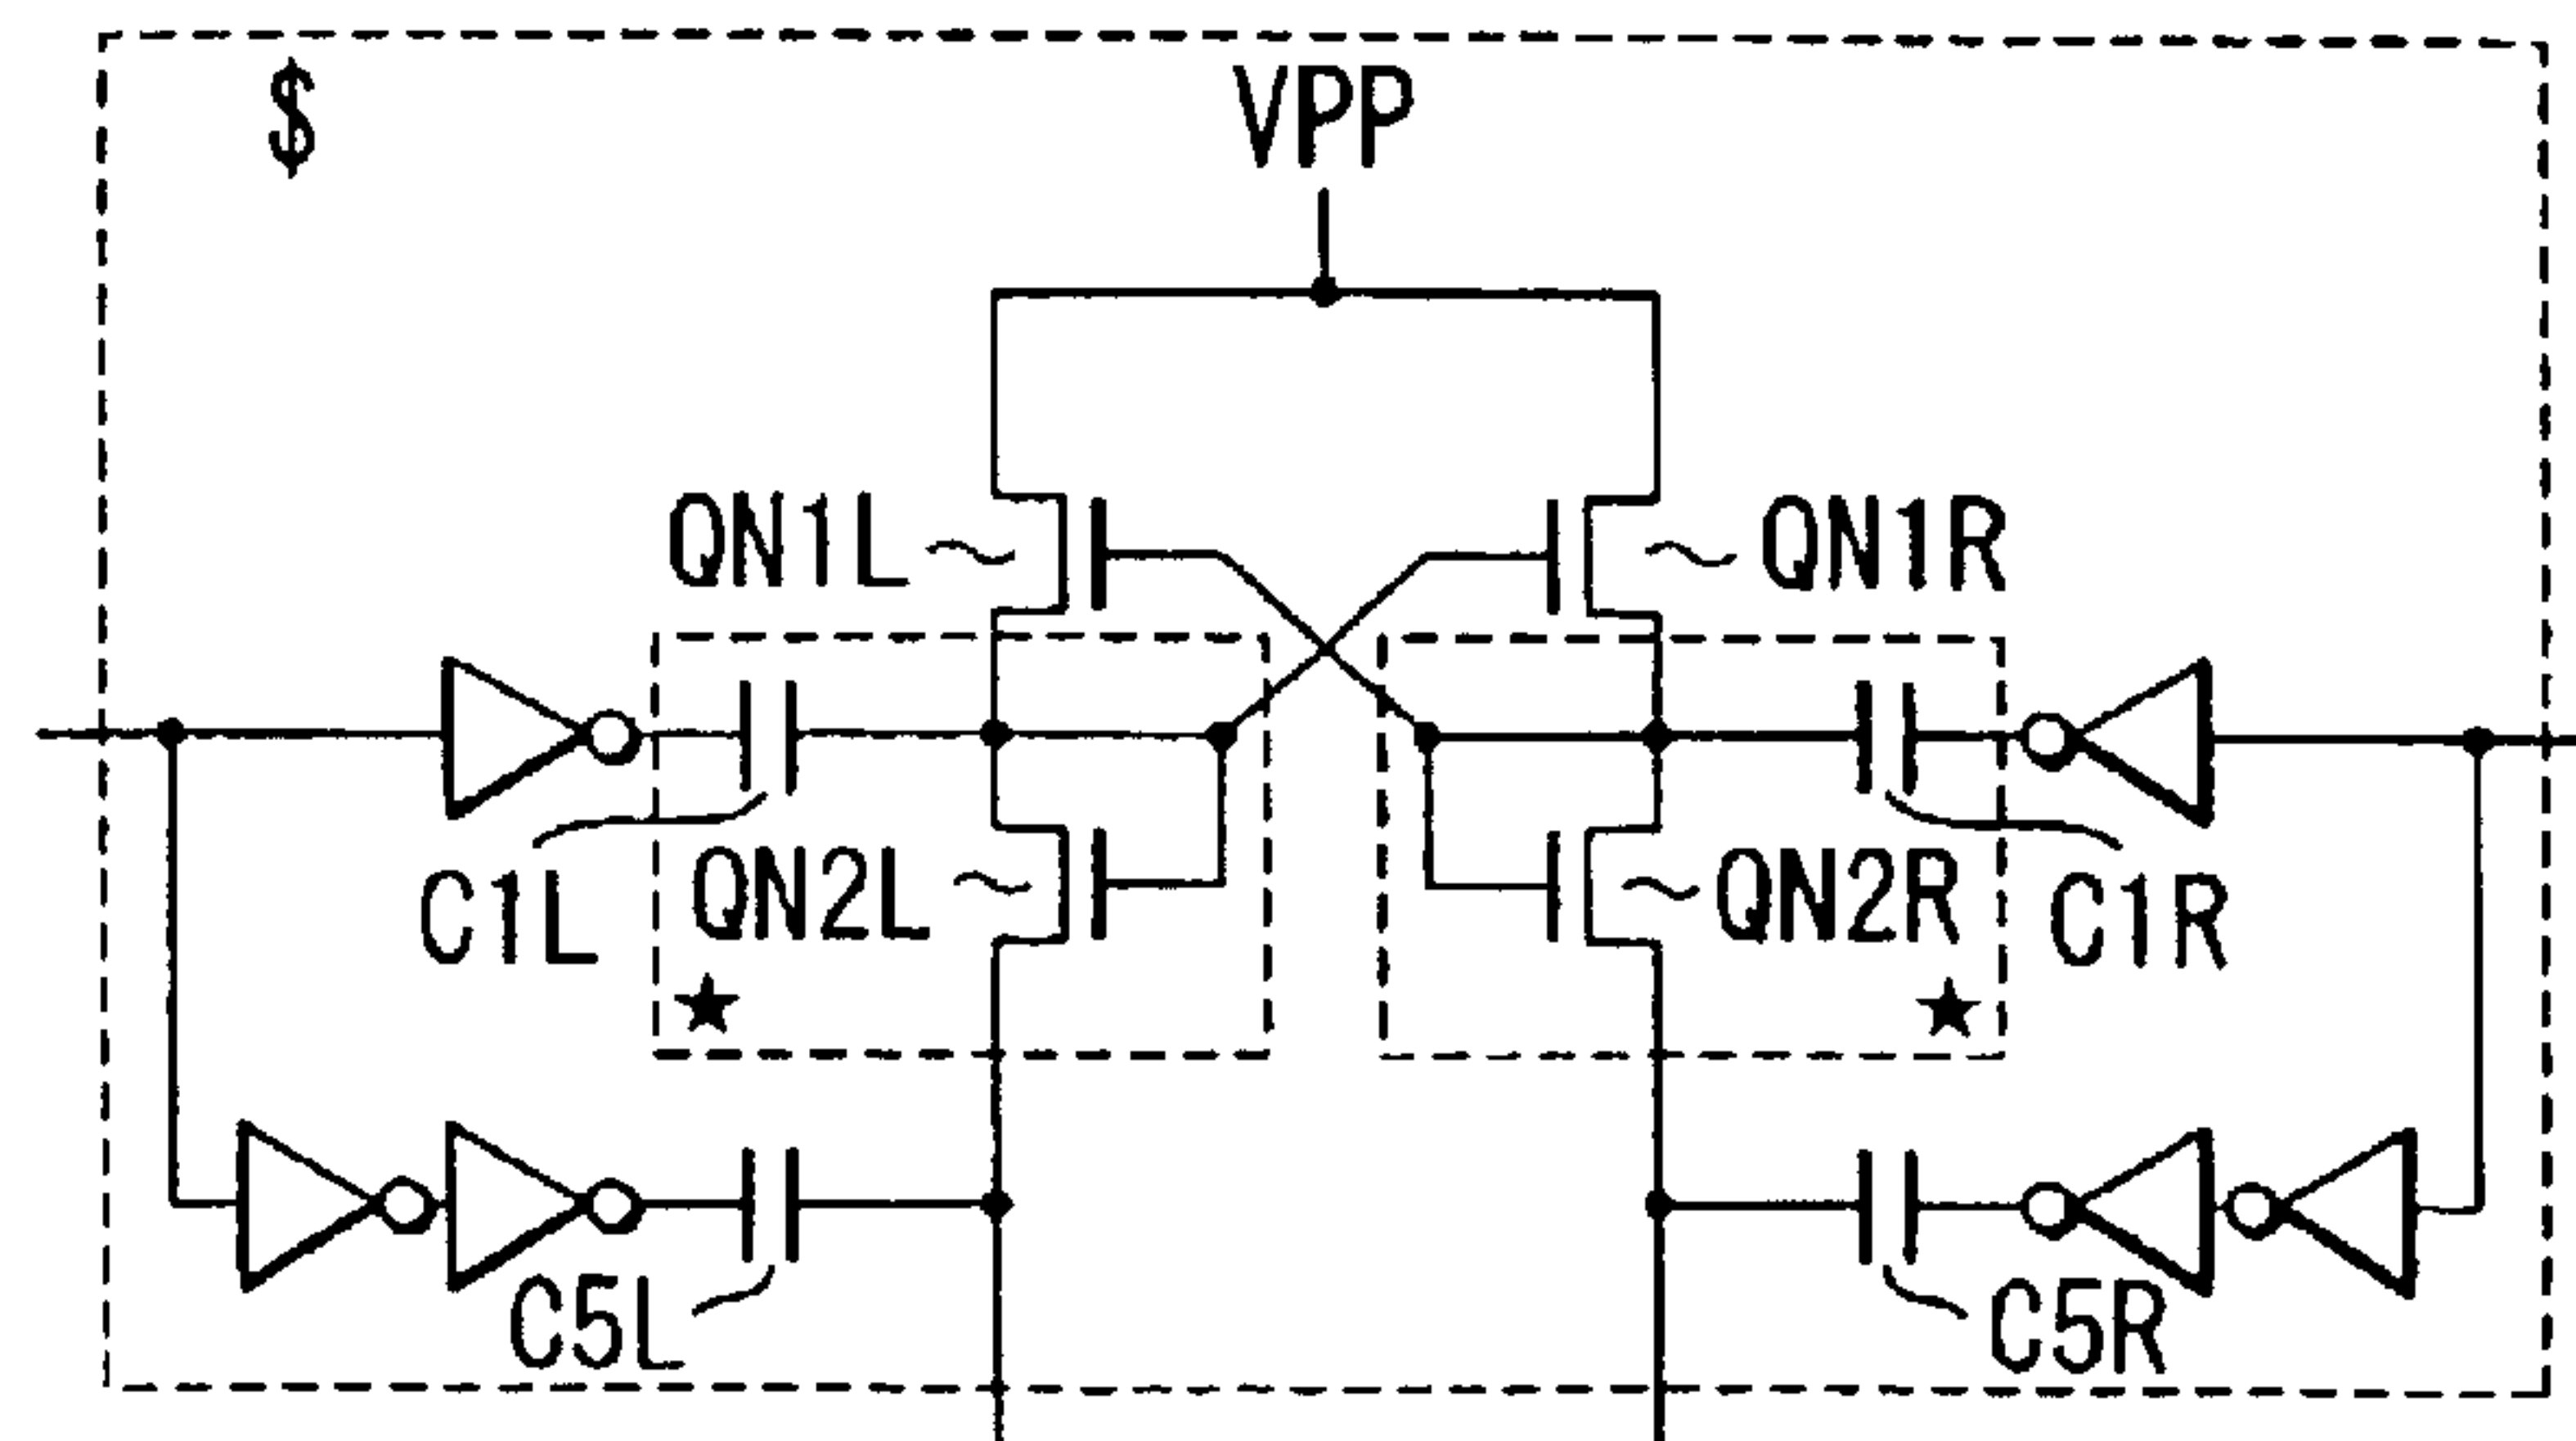 $
VPP
QN1L
QN1R
C1L
QN2L
QN2R
C1R
★
★
C5L
C5R